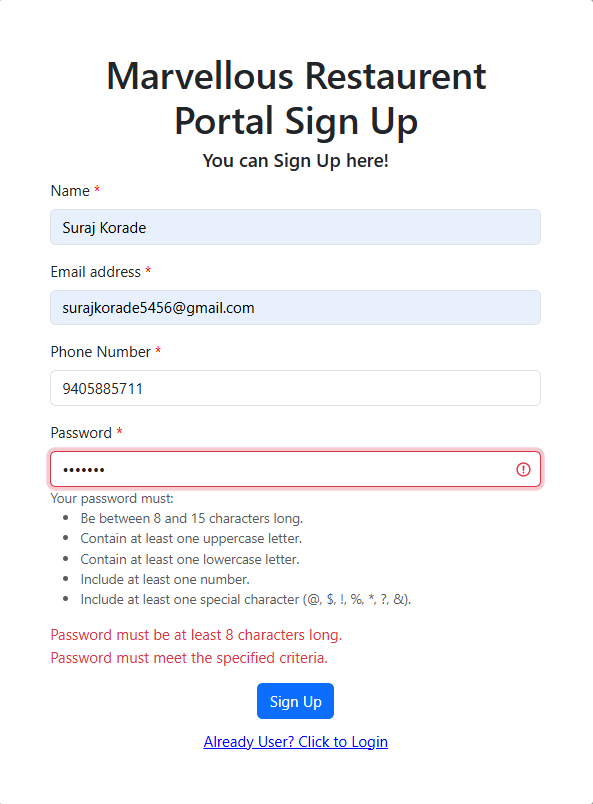 Marvellous Restaurent
Portal Sign Up
You can Sign Up here!
Name *
Suraj Korade
Email address *
surajkorade5456@gmail.com
Phone Number *
9405885711
Password *
•••••••
Your password must:
• Be between 8 and 15 characters long.
• Contain at least one uppercase letter.
• Contain at least one lowercase letter.
• Include at least one number.
• Include at least one special character (@, $, !, %, *, ?, &).
Password must be at least 8 characters long.
Password must meet the specified criteria.
Sign Up
Already User? Click to Login